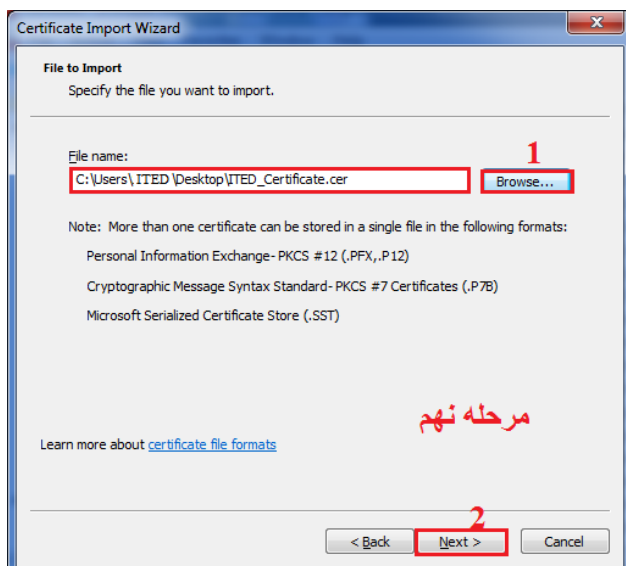 Certificate Import Wizard
File to Import
Specify the file you want to import.
1
File name:
C:\Users\ ITED \Desktop\ITED_Certificate.cer
Browse...
Note: More than one certificate can be stored in a single file in the following formats:
Personal Information Exchange- PKCS #12 (.PFX,.P12)
Cryptographic Message Syntax Standard- PKCS #7 Certificates (.P7B)
Microsoft Serialized Certificate Store (.SST)
مرحله نهم
Learn more about certificate file formats
2
< Back
Next >
Cancel